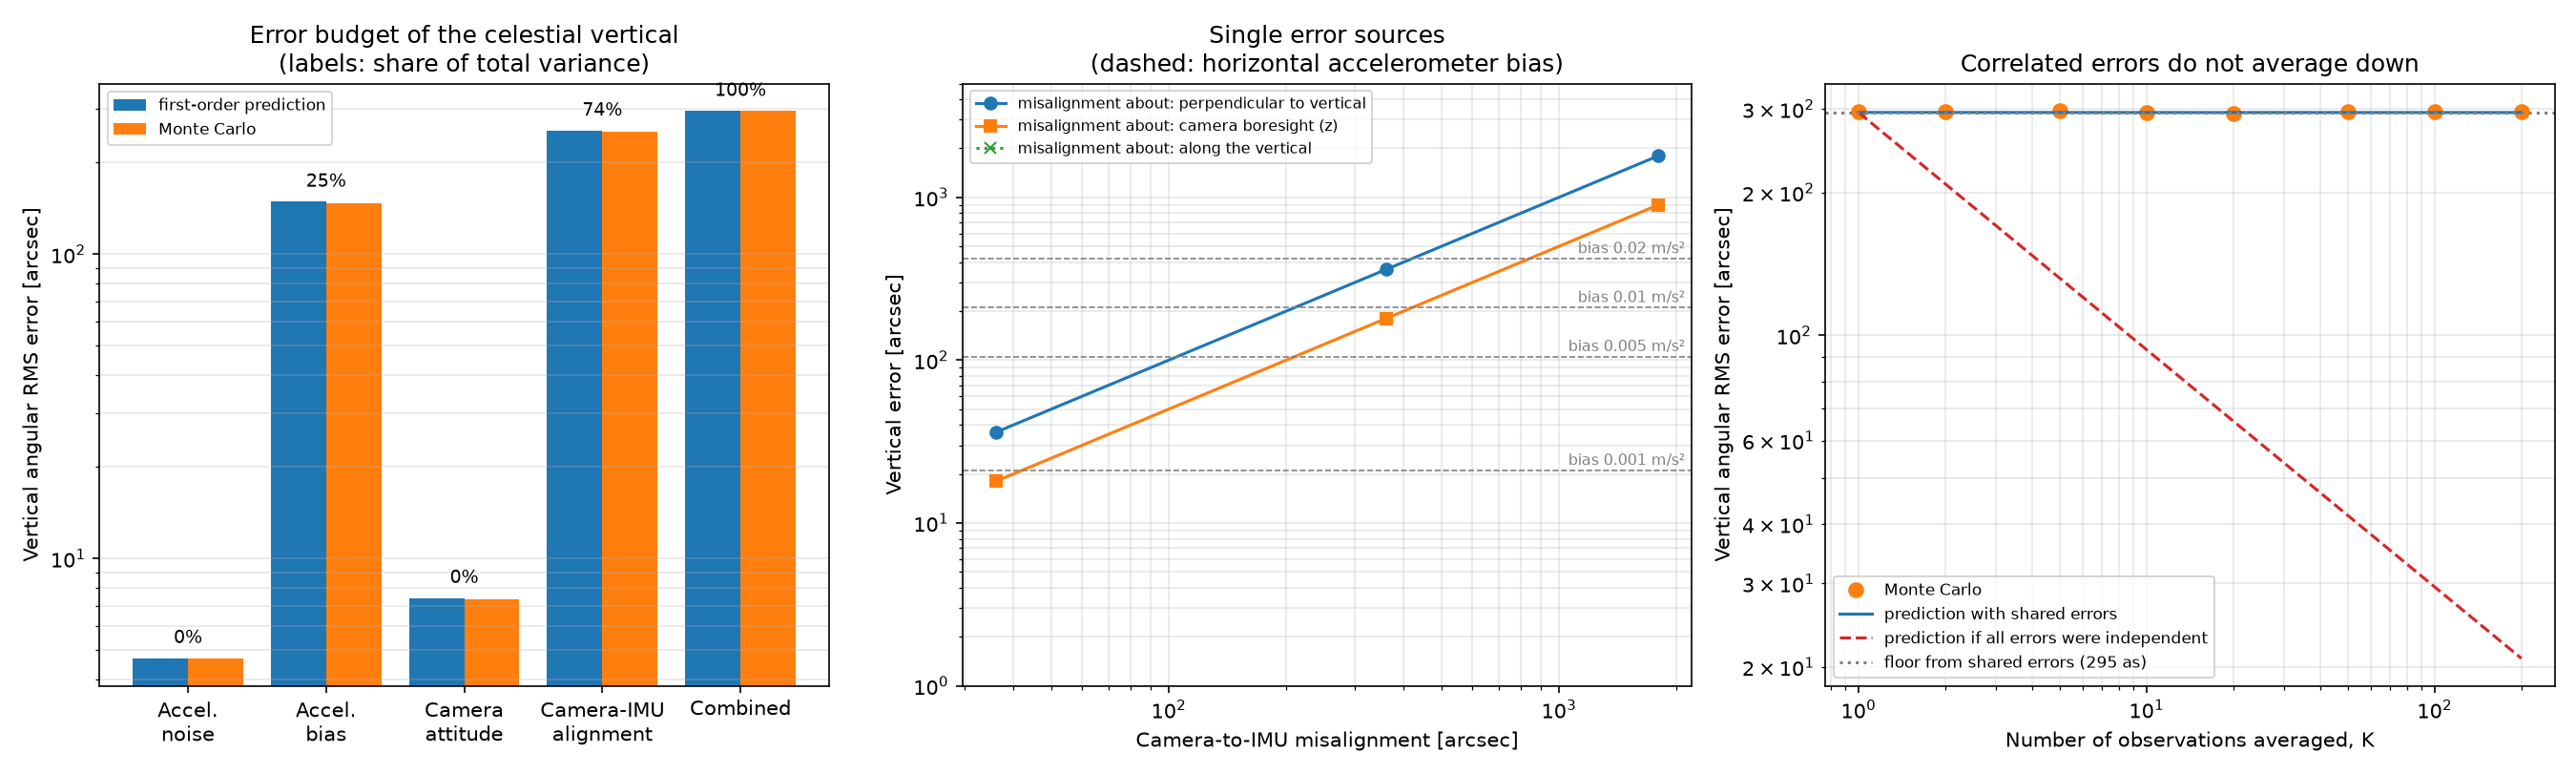 Error budget of the celestial vertical
(labels: share of total variance)
first-order prediction
Monte Carlo
Vertical angular RMS error [arcsec]
10²
10¹
0%
25%
0%
74%
100%
Accel.
noise
Accel.
bias
Camera
attitude
Camera-IMU
alignment
Combined
Single error sources
(dashed: horizontal accelerometer bias)
misalignment about: perpendicular to vertical
misalignment about: camera boresight (z)
misalignment about: along the vertical
Vertical error [arcsec]
10³
10²
10¹
10⁰
bias 0.02 m/s²
bias 0.01 m/s²
bias 0.005 m/s²
bias 0.001 m/s²
10²
10³
Camera-to-IMU misalignment [arcsec]
Correlated errors do not average down
Vertical angular RMS error [arcsec]
3 × 10²
2 × 10²
10²
6 × 10¹
4 × 10¹
3 × 10¹
2 × 10¹
Monte Carlo
prediction with shared errors
prediction if all errors were independent
floor from shared errors (295 as)
10⁰
10¹
10²
Number of observations averaged, K